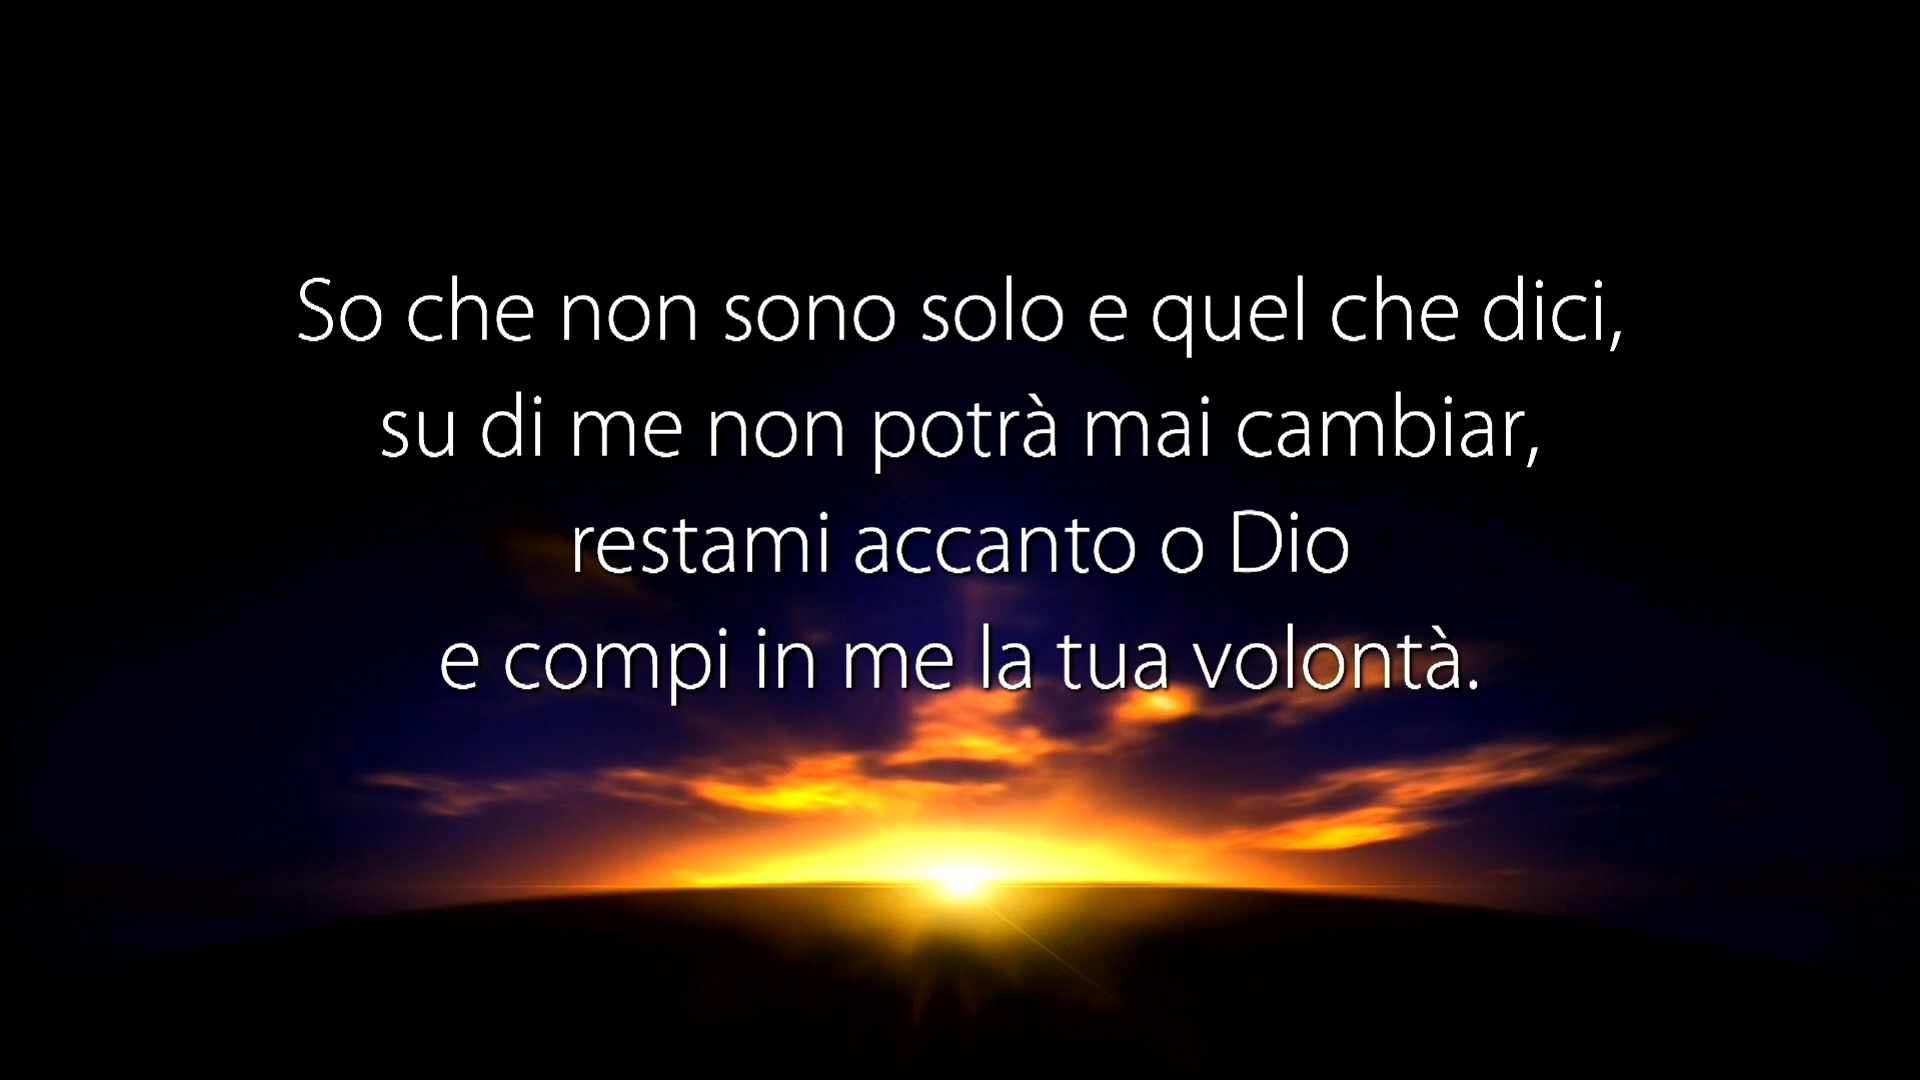 So che non sono solo e quel che dici,
su di me non potrà mai cambiar,
restami accanto o Dio
e compi in me la tua volontà.